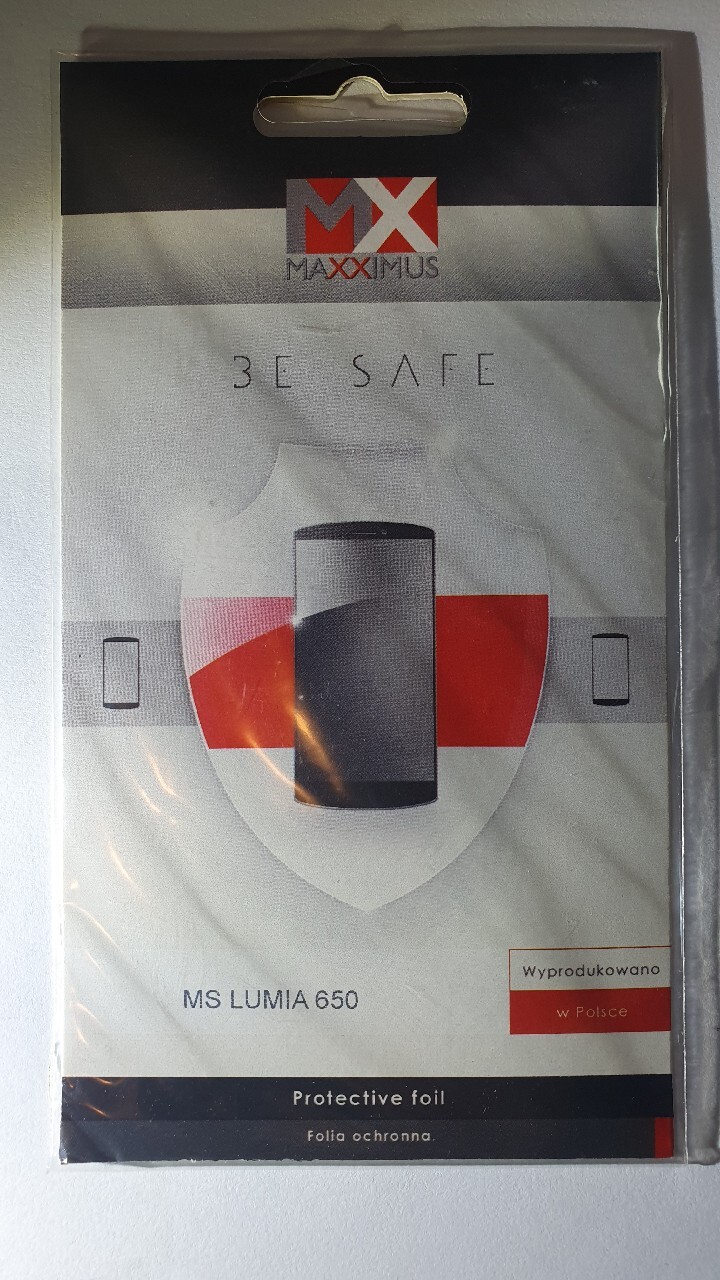 MX
MAXXIMUS
BE SAFE
MS LUMIA 650
Wyprodukowano
w Polsce
Protective foil
Folia ochronna